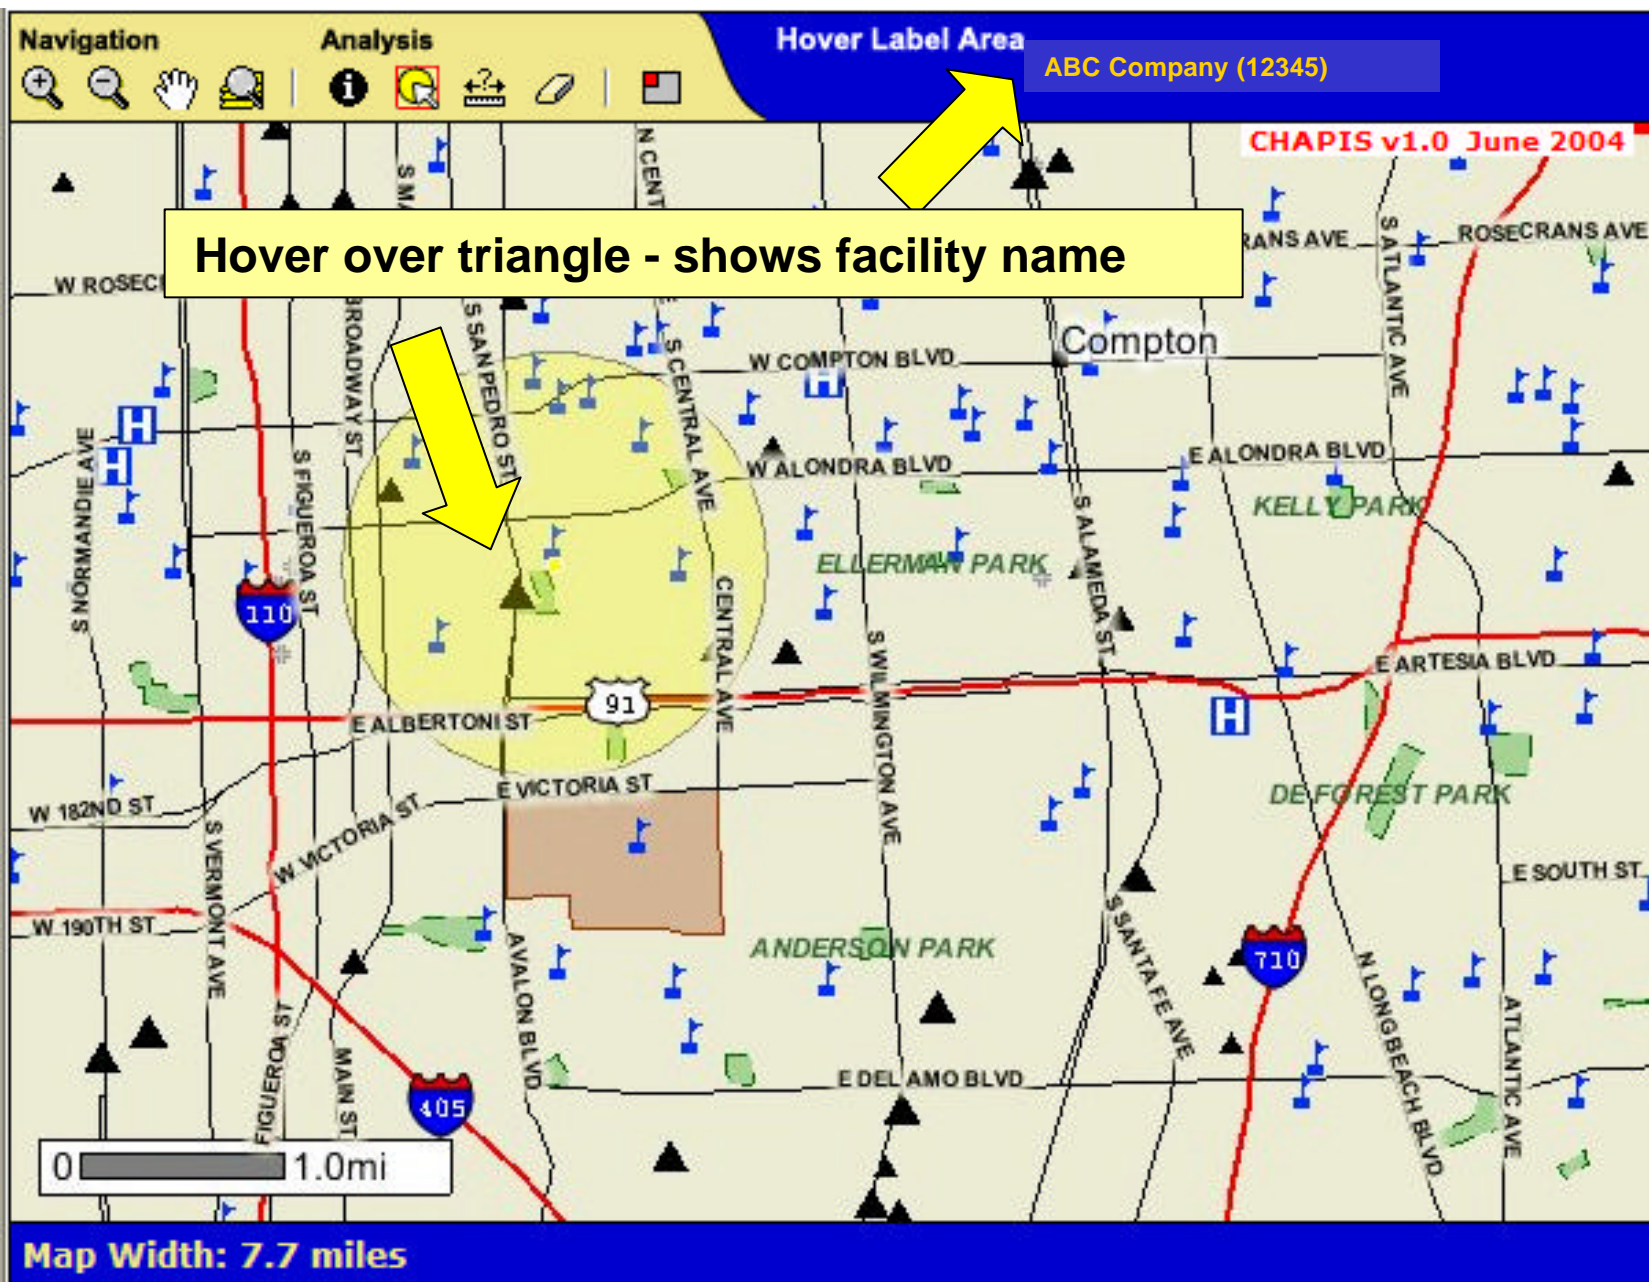 Navigation
Analysis
Hover Label Area
ABC Company (12345)
CHAPIS v1.0 June 2004
N CENT
S MA
Hover over triangle - shows facility name
RANS AVE
S ATLANTIC AVE
ROSECRANS AVE
W ROSEC
BROADWAY ST
S SAN PEDRO ST
S CENTRAL AVE
W COMPTON BLVD
Compton
H
H
H
S NORMANDIE AVE
S FIGUEROA ST
W ALONDRA BLVD
E ALONDRA BLVD
KELLY PARK
ELLERMAN PARK
S ALAMEDA ST
110
CENTRAL AVE
S WILMINGTON AVE
E ARTESIA BLVD
91
H
E ALBERTONI ST
E VICTORIA ST
DE FOREST PARK
W 182ND ST
W VICTORIA ST
S VERMONT AVE
E SOUTH ST
W 190TH ST
AVALON BLVD
ANDERSON PARK
S SANTA FE AVE
710
N LONG BEACH BLVD
ATLANTIC AVE
FIGUEROA ST
MAIN ST
E DEL AMO BLVD
405
0 1.0mi
Map Width: 7.7 miles